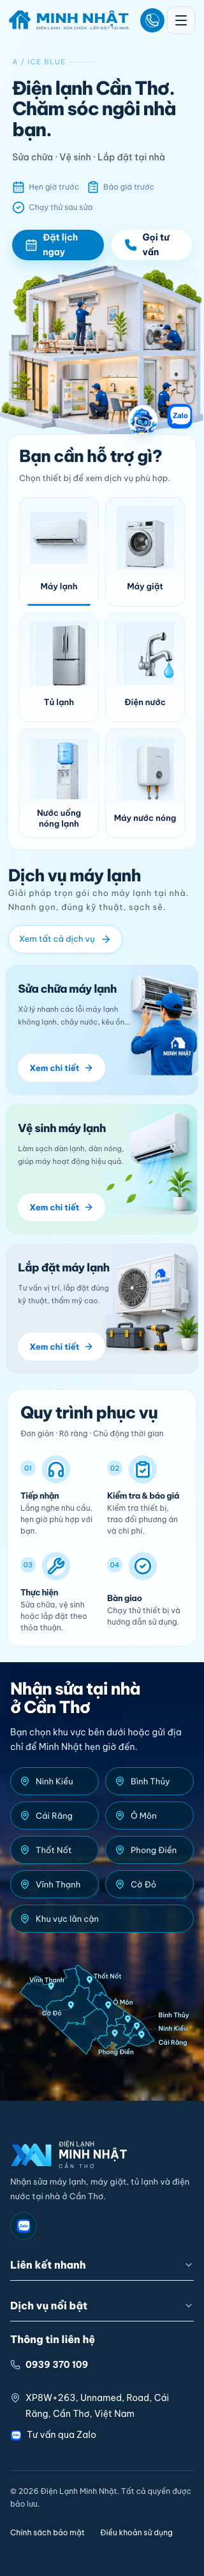 MINH NHẬT
ĐIỆN LẠNH · SỬA CHỮA · LẮP ĐẶT TẠI NHÀ
A / ICE BLUE
Điện lạnh Cần Thơ.
Chăm sóc ngôi nhà
bạn.
Sửa chữa · Vệ sinh · Lắp đặt tại nhà
Hẹn giờ trước
Báo giá trước
Chạy thử sau sửa
Đặt lịch
ngay
Gọi tư
vấn
Zalo
Bạn cần hỗ trợ gì?
Chọn thiết bị để xem dịch vụ phù hợp.
Máy lạnh
Máy giặt
Tủ lạnh
Điện nước
Nước uống
nóng lạnh
Máy nước nóng
Dịch vụ máy lạnh
Giải pháp trọn gói cho máy lạnh tại nhà.
Nhanh gọn, đúng kỹ thuật, sạch sẽ.
Xem tất cả dịch vụ
Sửa chữa máy lạnh
Xử lý nhanh các lỗi máy lạnh
không lạnh, chảy nước, kêu ồn...
Xem chi tiết
MINH NHẬT
Vệ sinh máy lạnh
Làm sạch dàn lạnh, dàn nóng,
giúp máy hoạt động hiệu quả.
Xem chi tiết
Lắp đặt máy lạnh
Tư vấn vị trí, lắp đặt đúng
kỹ thuật, thẩm mỹ cao.
Xem chi tiết
MINH NHẬT
Quy trình phục vụ
Đơn giản · Rõ ràng · Chủ động thời gian
01
Tiếp nhận
Lắng nghe nhu cầu,
hẹn giờ phù hợp với
bạn.
02
Kiểm tra & báo giá
Kiểm tra thiết bị,
trao đổi phương án
và chi phí.
03
Thực hiện
Sửa chữa, vệ sinh
hoặc lắp đặt theo
thỏa thuận.
04
Bàn giao
Chạy thử thiết bị và
hướng dẫn sử dụng.
Nhận sửa tại nhà
ở Cần Thơ
Bạn chọn khu vực bên dưới hoặc gửi địa
chỉ để Minh Nhật hẹn giờ đến.
Ninh Kiều
Bình Thủy
Cái Răng
Ô Môn
Thốt Nốt
Phong Điền
Vĩnh Thạnh
Cờ Đỏ
Khu vực lân cận
Vĩnh Thạnh
Thốt Nốt
Ô Môn
Cờ Đỏ
Bình Thủy
Ninh Kiều
Cái Răng
Phong Điền
ĐIỆN LẠNH
MINH NHẬT
CẦN THƠ
Nhận sửa máy lạnh, máy giặt, tủ lạnh và điện
nước tại nhà ở Cần Thơ.
Zalo
Liên kết nhanh
Dịch vụ nổi bật
Thông tin liên hệ
0939 370 109
XP8W+263, Unnamed, Road, Cái
Răng, Cần Thơ, Việt Nam
Zalo
Tư vấn qua Zalo
© 2026 Điện Lạnh Minh Nhật. Tất cả quyền được
bảo lưu.
Chính sách bảo mật
Điều khoản sử dụng